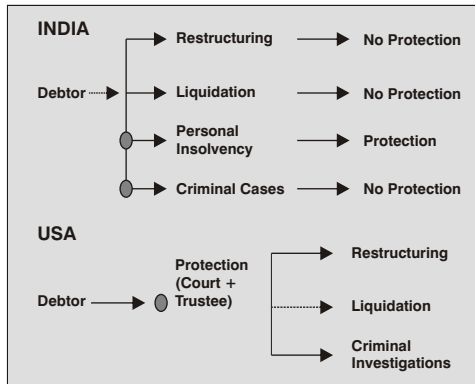 INDIA
Restructuring No Protection
Debtor Liquidation No Protection
Personal
Insolvency Protection
Criminal Cases No Protection
USA
Protection
(Court +
Trustee)
Debtor
Restructuring
Liquidation
Criminal
Investigations